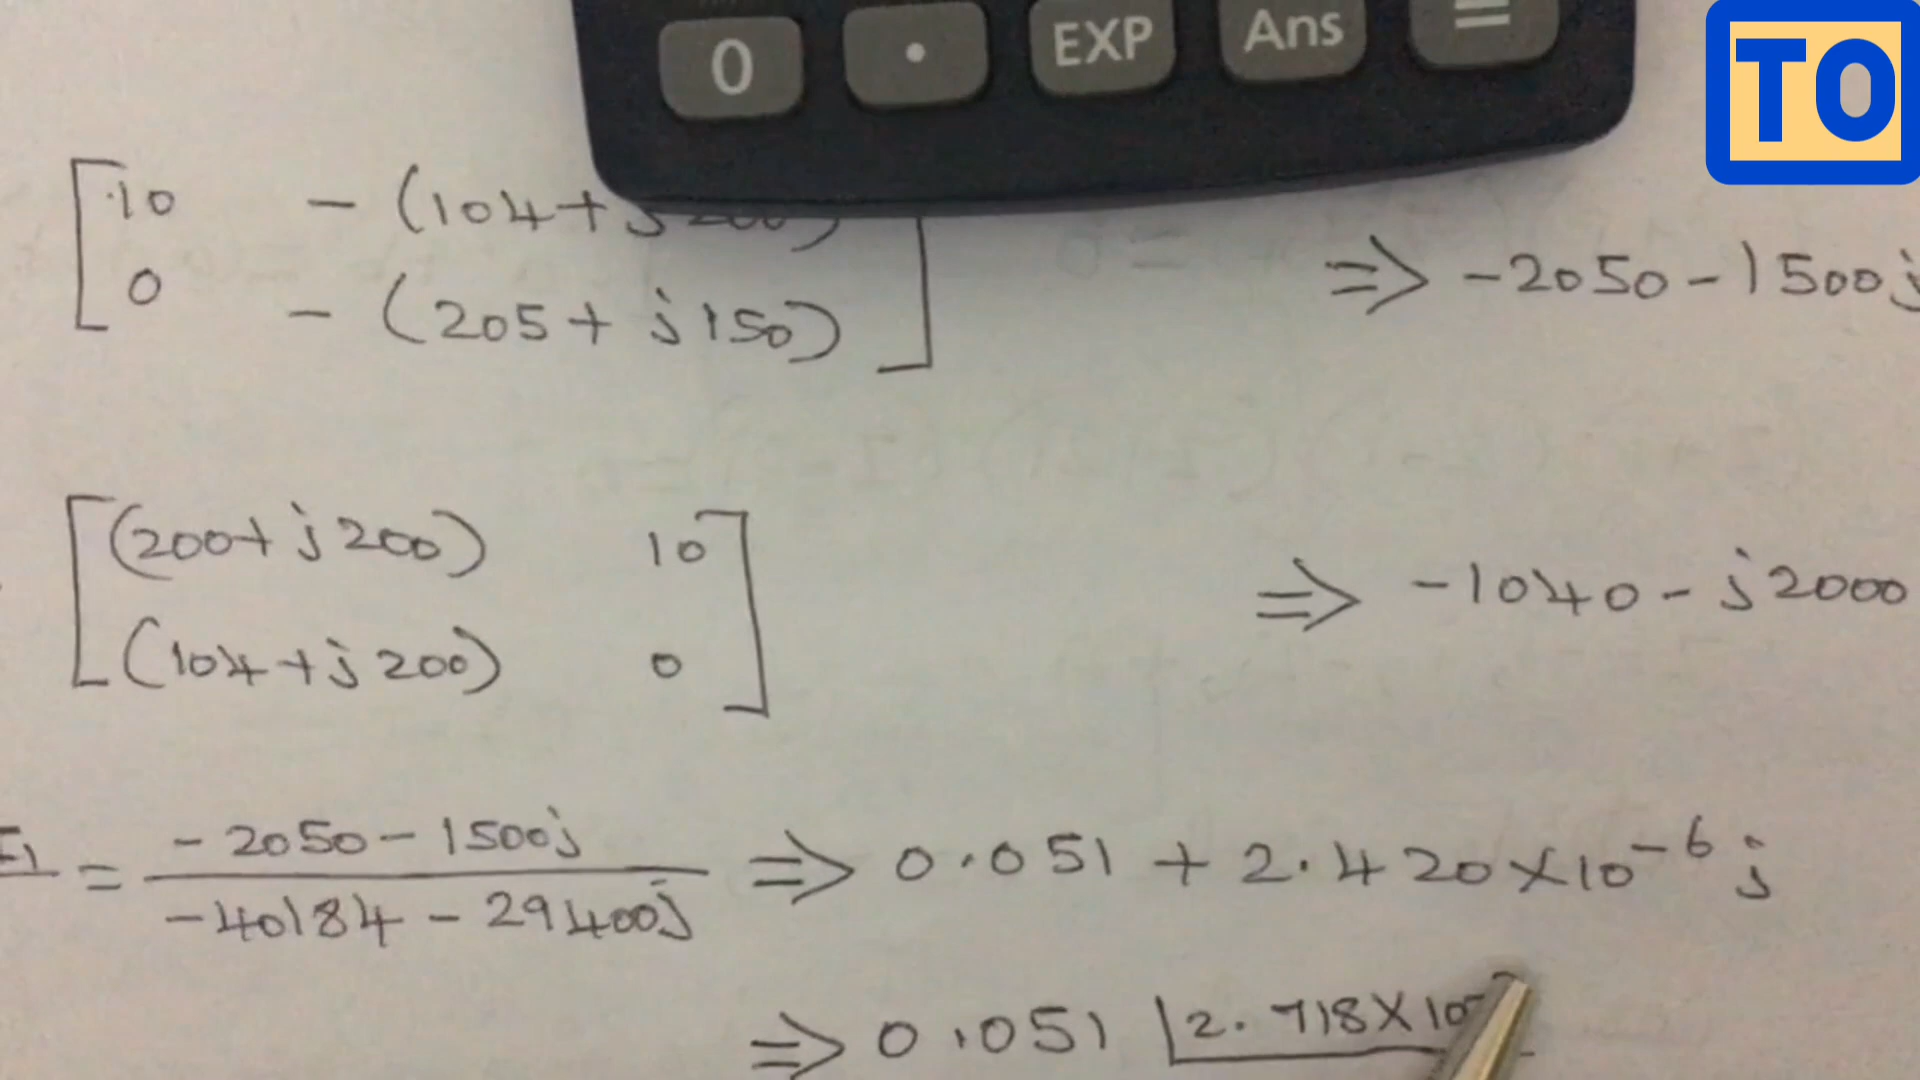 0 . EXP Ans =
TO
[10 -(104+j200)
0 -(205+j150)] ⇒ -2050-1500j
[(200+j200) 10
(104+j200) 0] ⇒ -1040-j2000
= -2050-1500j / -40184-29400j ⇒ 0.051+2.420×10^-6 j
⇒ 0.051 ∠2.718×10